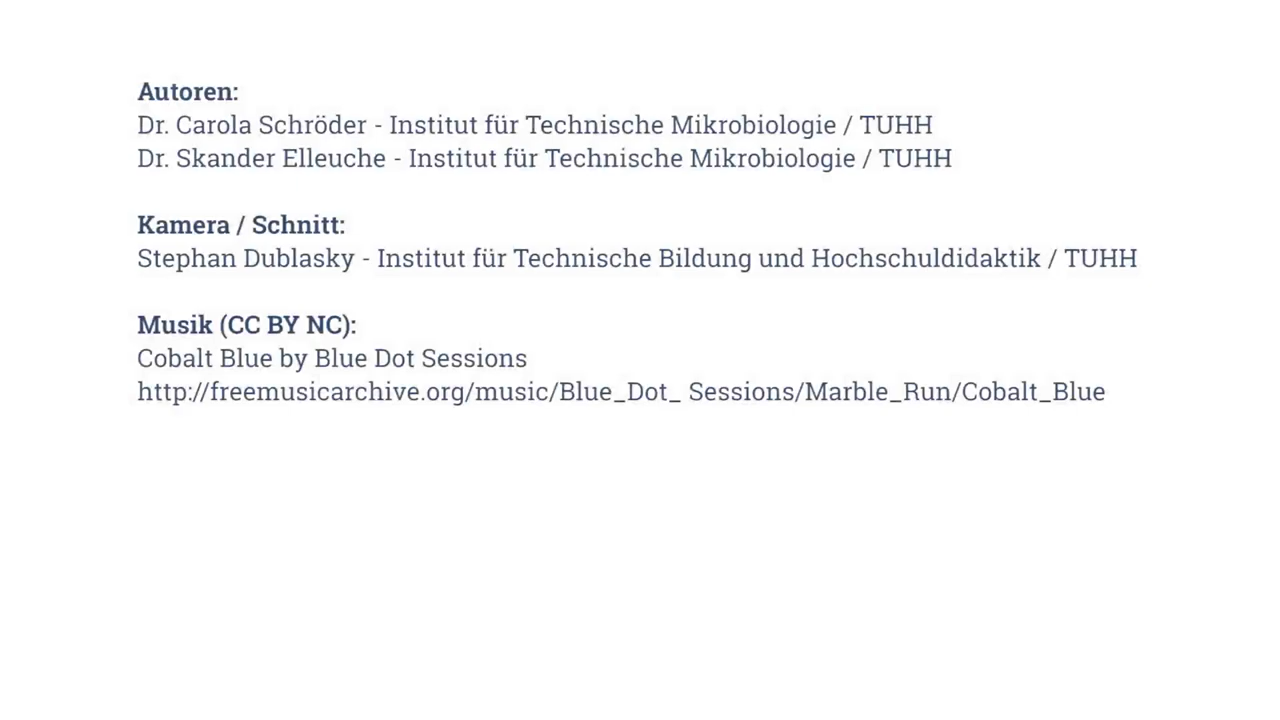 Autoren:
Dr. Carola Schröder - Institut für Technische Mikrobiologie / TUHH
Dr. Skander Elleuche - Institut für Technische Mikrobiologie / TUHH
Kamera / Schnitt:
Stephan Dublasky - Institut für Technische Bildung und Hochschuldidaktik / TUHH
Musik (CC BY NC):
Cobalt Blue by Blue Dot Sessions
http://freemusicarchive.org/music/Blue_Dot_ Sessions/Marble_Run/Cobalt_Blue